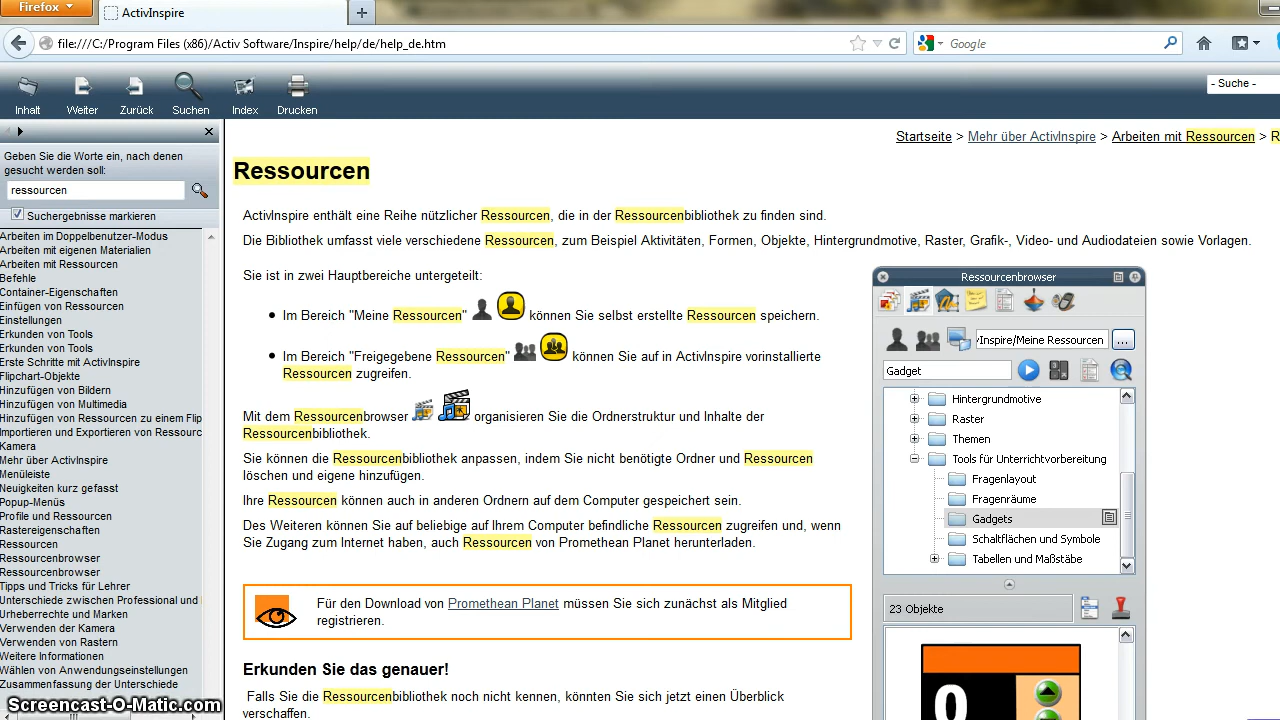 Firefox
ActivInspire
file:///C:/Program Files (x86)/Activ Software/Inspire/help/de/help_de.htm
Google
Inhalt Weiter Zurück Suchen Index Drucken
- Suche -
Geben Sie die Worte ein, nach denen
gesucht werden soll:
ressourcen
Suchergebnisse markieren
Arbeiten im Doppelbenutzer-Modus
Arbeiten mit eigenen Materialien
Arbeiten mit Ressourcen
Befehle
Container-Eigenschaften
Einfügen von Ressourcen
Einstellungen
Erkunden von Tools
Erkunden von Tools
Erste Schritte mit ActivInspire
Flipchart-Objekte
Hinzufügen von Bildern
Hinzufügen von Multimedia
Hinzufügen von Ressourcen zu einem Flip
Importieren und Exportieren von Ressourc
Kamera
Mehr über ActivInspire
Menüleiste
Neuigkeiten kurz gefasst
Popup-Menüs
Profile und Ressourcen
Rastereigenschaften
Ressourcen
Ressourcenbrowser
Ressourcenbrowser
Tipps und Tricks für Lehrer
Unterschiede zwischen Professional und
Urheberrechte und Marken
Verwenden der Kamera
Verwenden von Rastern
Weitere Informationen
Wählen von Anwendungseinstellungen
Zusammenfassung der Unterschiede
Screencast-O-Matic.com
Startseite > Mehr über ActivInspire > Arbeiten mit Ressourcen > R
Ressourcen
ActivInspire enthält eine Reihe nützlicher Ressourcen, die in der Ressourcenbibliothek zu finden sind.
Die Bibliothek umfasst viele verschiedene Ressourcen, zum Beispiel Aktivitäten, Formen, Objekte, Hintergrundmotive, Raster, Grafik-, Video- und Audiodateien sowie Vorlagen.
Sie ist in zwei Hauptbereiche untergeteilt:
Im Bereich "Meine Ressourcen" können Sie selbst erstellte Ressourcen speichern.
Im Bereich "Freigegebene Ressourcen" können Sie auf in ActivInspire vorinstallierte
Ressourcen zugreifen.
Mit dem Ressourcenbrowser organisieren Sie die Ordnerstruktur und Inhalte der
Ressourcenbibliothek.
Sie können die Ressourcenbibliothek anpassen, indem Sie nicht benötigte Ordner und Ressourcen
löschen und eigene hinzufügen.
Ihre Ressourcen können auch in anderen Ordnern auf dem Computer gespeichert sein.
Des Weiteren können Sie auf beliebige auf Ihrem Computer befindliche Ressourcen zugreifen und, wenn
Sie Zugang zum Internet haben, auch Ressourcen von Promethean Planet herunterladen.
Für den Download von Promethean Planet müssen Sie sich zunächst als Mitglied
registrieren.
Erkunden Sie das genauer!
Falls Sie die Ressourcenbibliothek noch nicht kennen, könnten Sie sich jetzt einen Überblick
verschaffen.
Ressourcenbrowser
/Inspire/Meine Ressourcen
...
Gadget
Hintergrundmotive
Raster
Themen
Tools für Unterrichtvorbereitung
Fragenlayout
Fragenräume
Gadgets
Schaltflächen und Symbole
Tabellen und Maßstäbe
23 Objekte
0